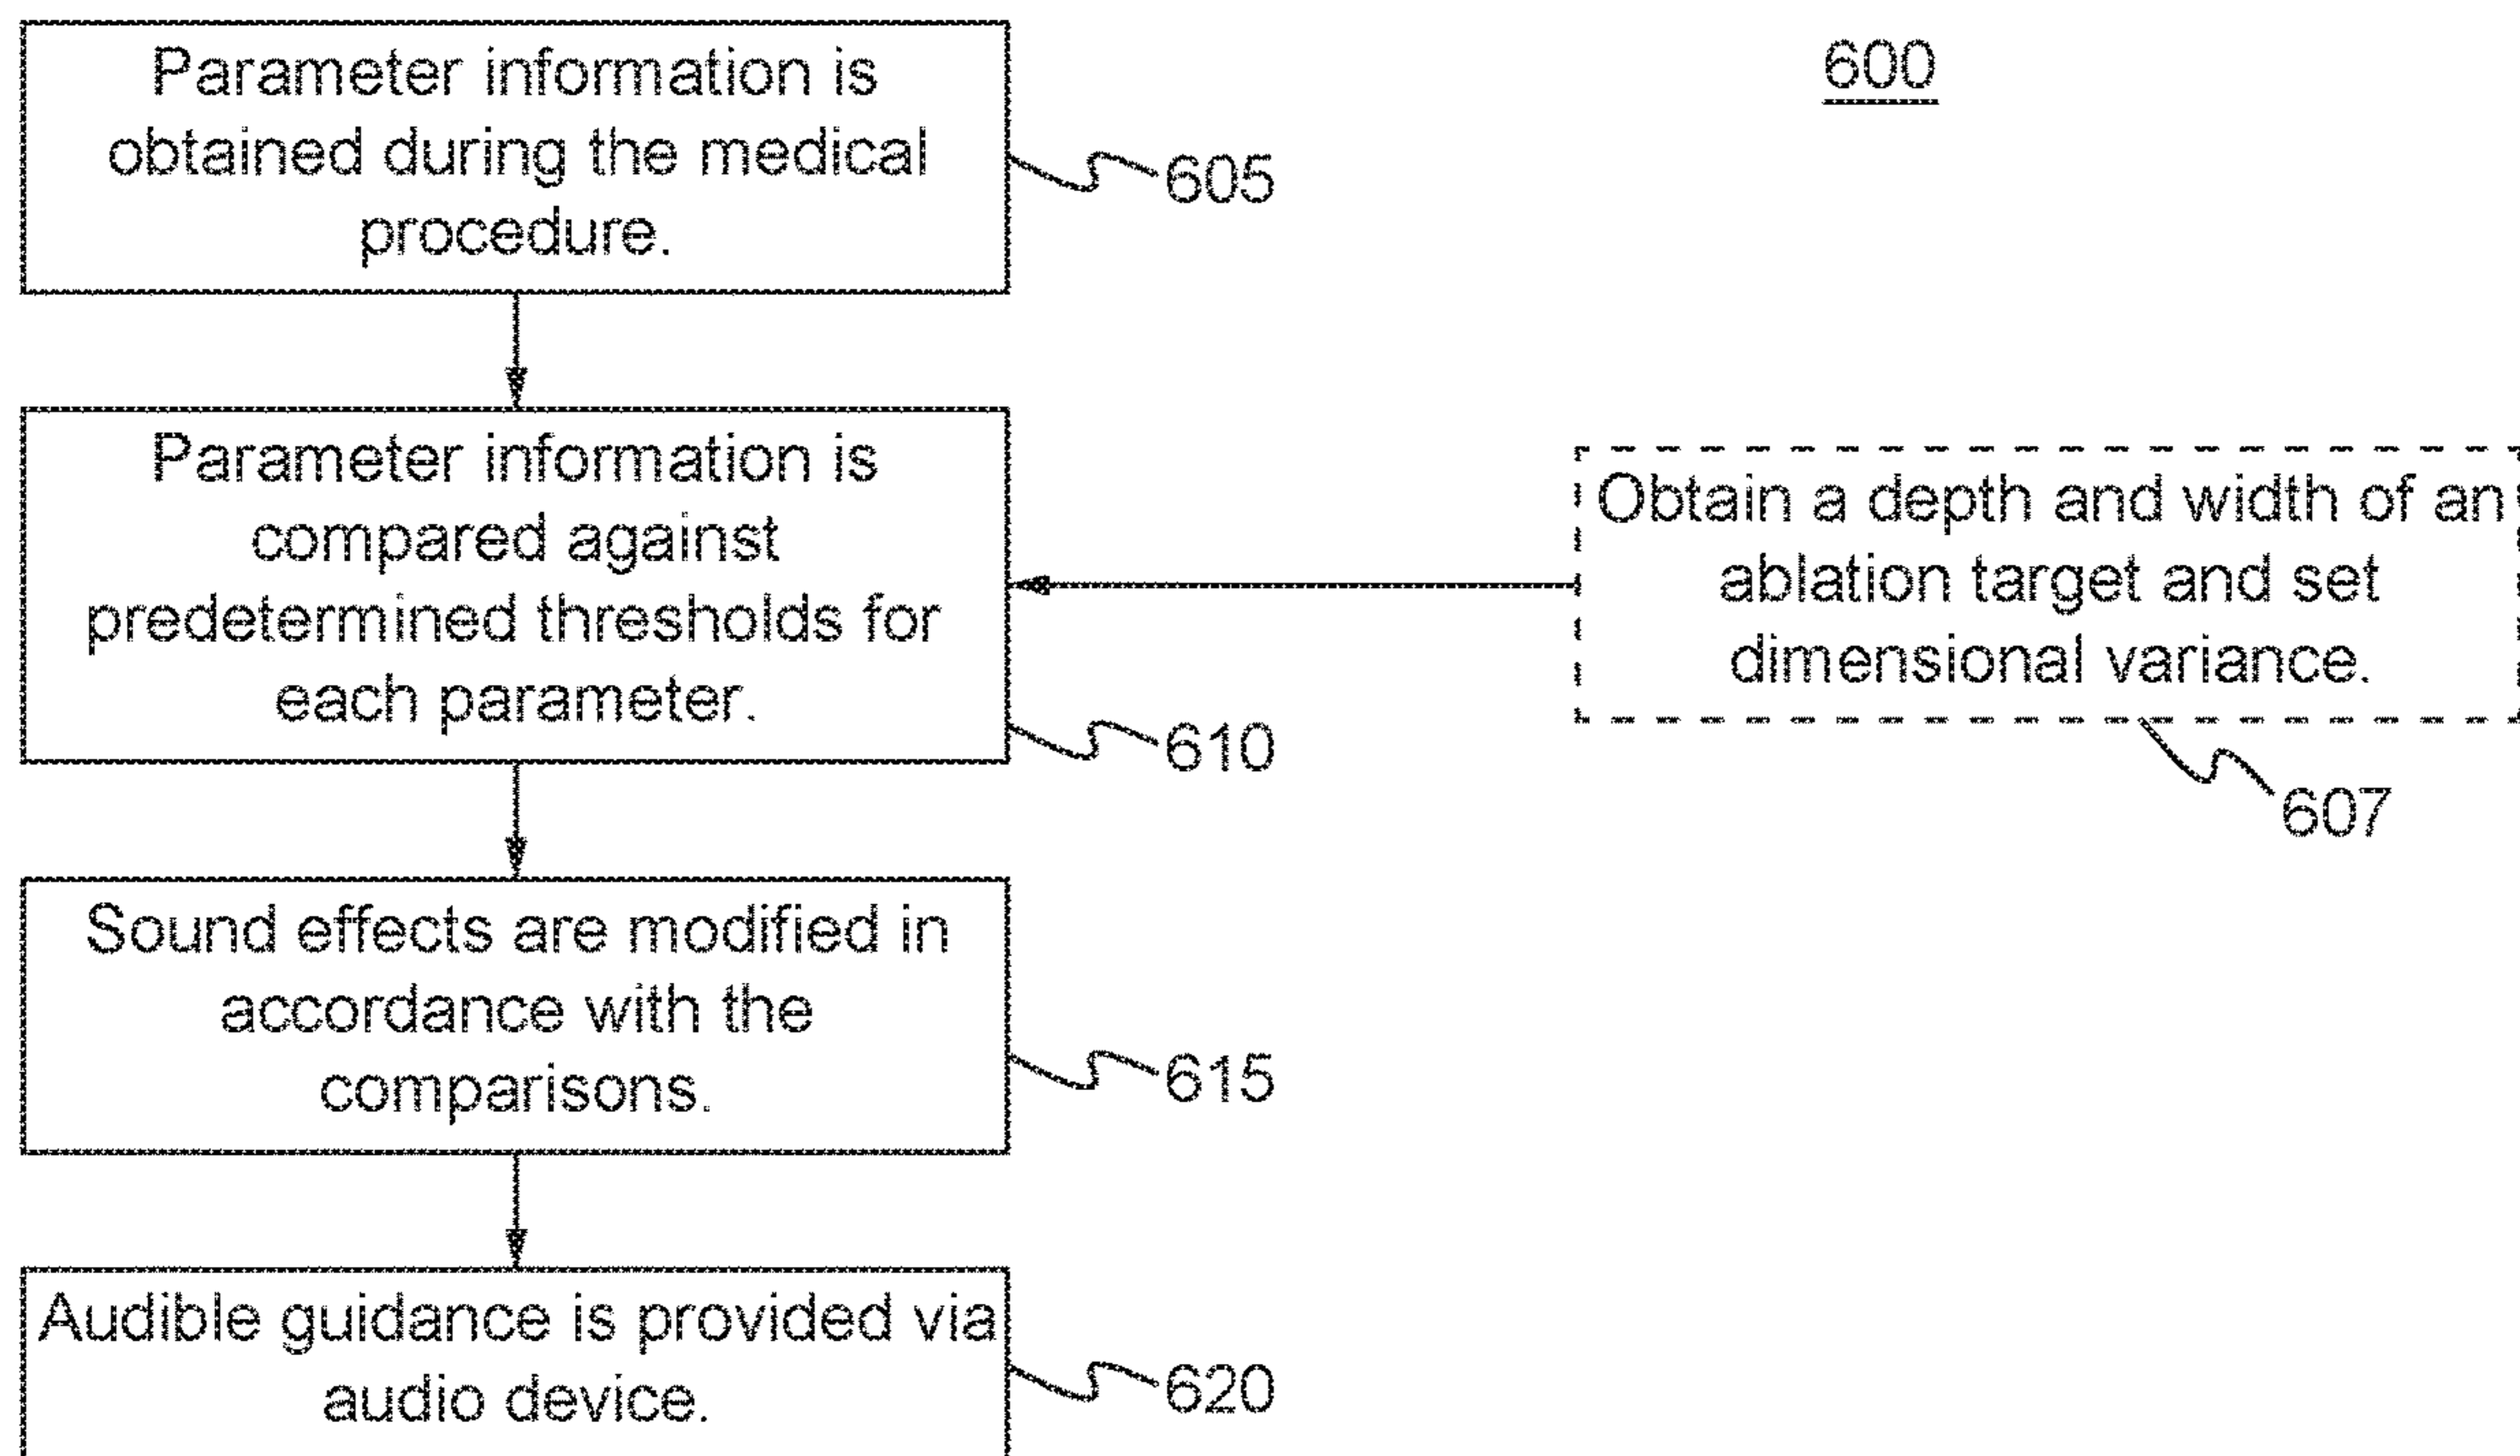 600
Parameter information is
obtained during the medical
procedure.
605
Parameter information is
compared against
predetermined thresholds for
each parameter.
610
Obtain a depth and width of an
ablation target and set
dimensional variance.
607
Sound effects are modified in
accordance with the
comparisons.
615
Audible guidance is provided via
audio device.
620